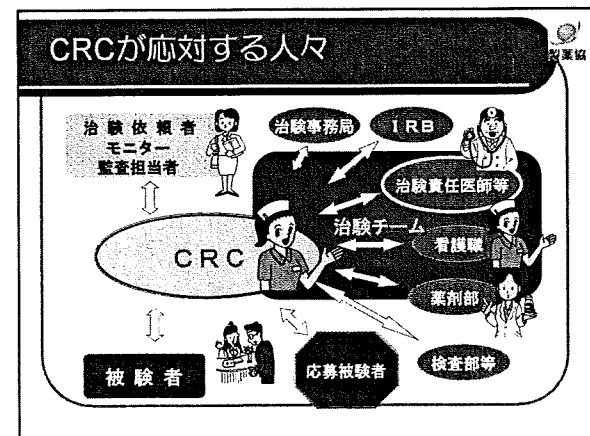 CRCが応対する人々
製薬協
治験依頼者
モニター
監査担当者
治験事務局
IRB
治験責任医師等
治験チーム
CRC
看護職
薬剤部
被験者
応募被験者
検査部等